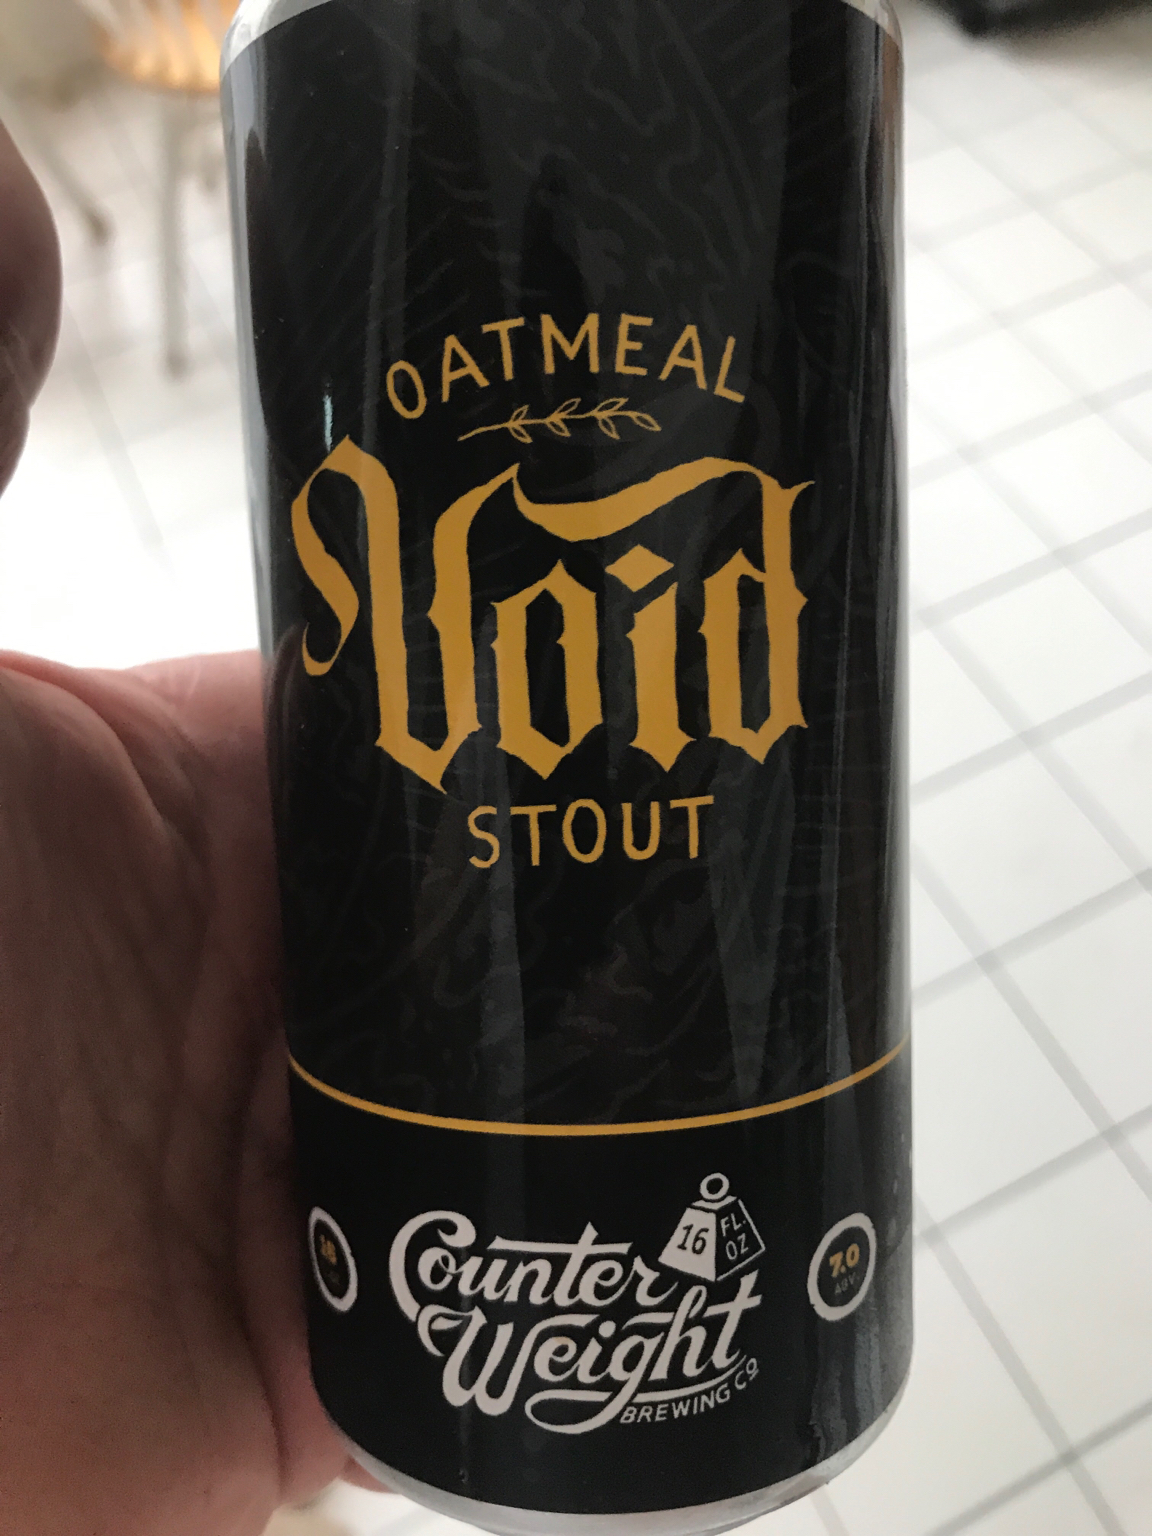 OATMEAL
Void
STOUT
16
FL.
OZ
Counter
Weight
BREWING CO
7.0
ABV